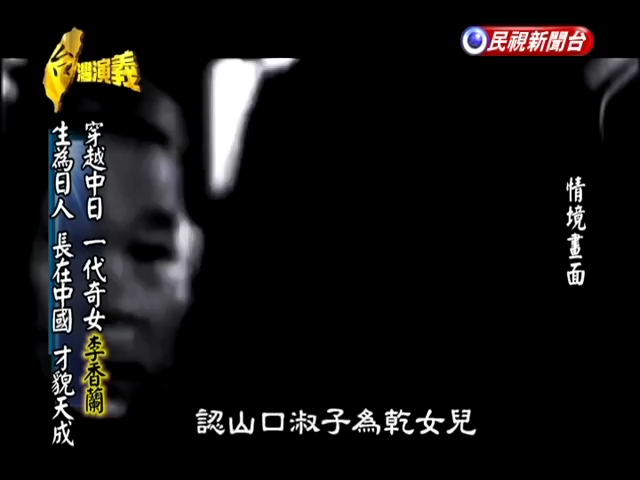 民視新聞台
台灣演義
穿越中日 一代奇女李香蘭
生為日人 長在中國 才貌天成
情境畫面
認山口淑子為乾女兒